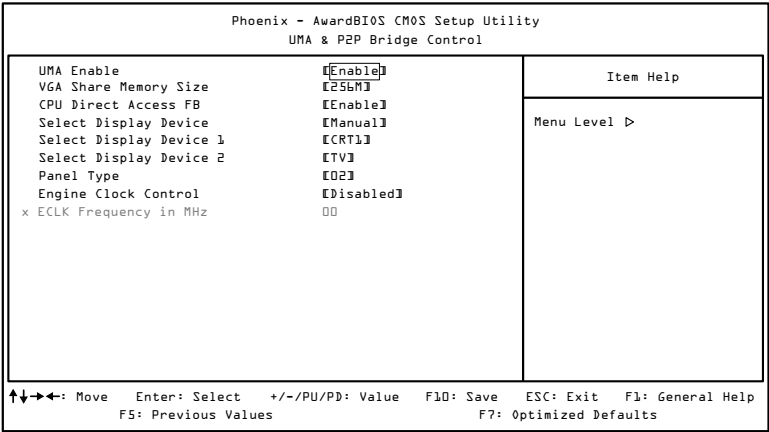 Phoenix - AwardBIOS CMOS Setup Utility
UMA & P2P Bridge Control
UMA Enable [Enable]
VGA Share Memory Size [256M]
CPU Direct Access FB [Enable]
Select Display Device [Manual]
Select Display Device 1 [CRT1]
Select Display Device 2 [TV]
Panel Type [02]
Engine Clock Control [Disabled]
x ECLK Frequency in MHz 00
Item Help
Menu Level ▷
↑↓→←: Move Enter: Select +/-/PU/PD: Value F10: Save ESC: Exit F1: General Help
F5: Previous Values F7: Optimized Defaults